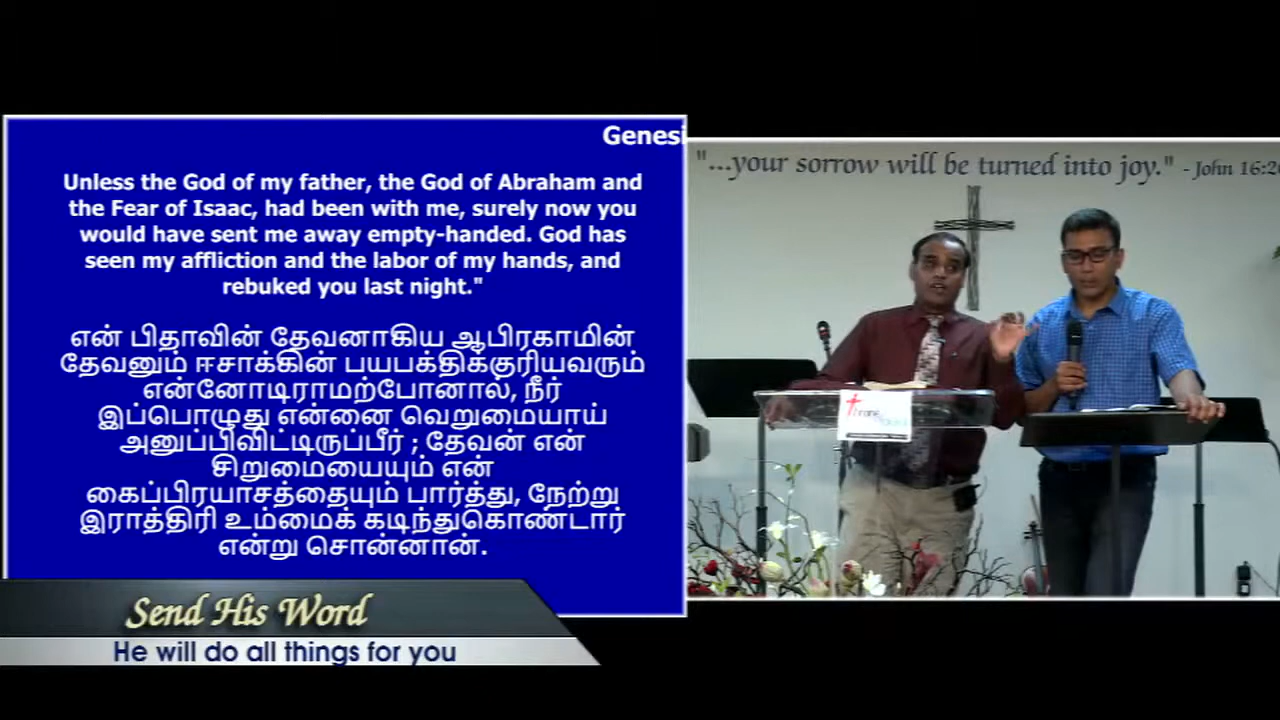 Genesi
Unless the God of my father, the God of Abraham and
the Fear of Isaac, had been with me, surely now you
would have sent me away empty-handed. God has
seen my affliction and the labor of my hands, and
rebuked you last night."
என் பிதாவின் தேவனாகிய ஆபிரகாமின்
தேவனும் ஈசாக்கின் பயபக்திக்குரியவரும்
என்னோடிராமற்போனால், நீர்
இப்பொழுது என்னை வெறுமையாய்
அனுப்பிவிட்டிருப்பீர் ; தேவன் என்
சிறுமையையும் என்
கைப்பிரயாசத்தையும் பார்த்து, நேற்று
இராத்திரி உம்மைக் கடிந்துகொண்டார்
என்று சொன்னான்.
"...your sorrow will be turned into joy." - John 16:20
Send His Word
He will do all things for you